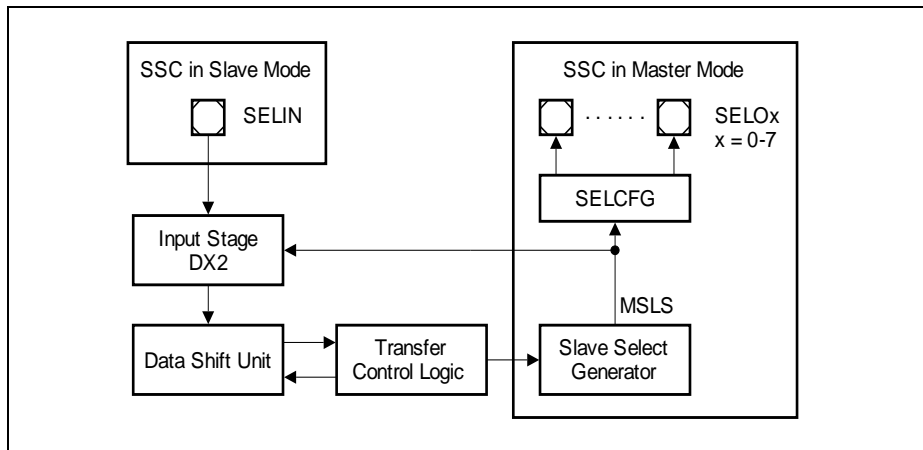 SSC in Slave Mode
SELIN
SSC in Master Mode
. . . . . .
SELOx
x = 0-7
SELCFG
Input Stage
DX2
MSLS
Data Shift Unit
Transfer
Control Logic
Slave Select
Generator